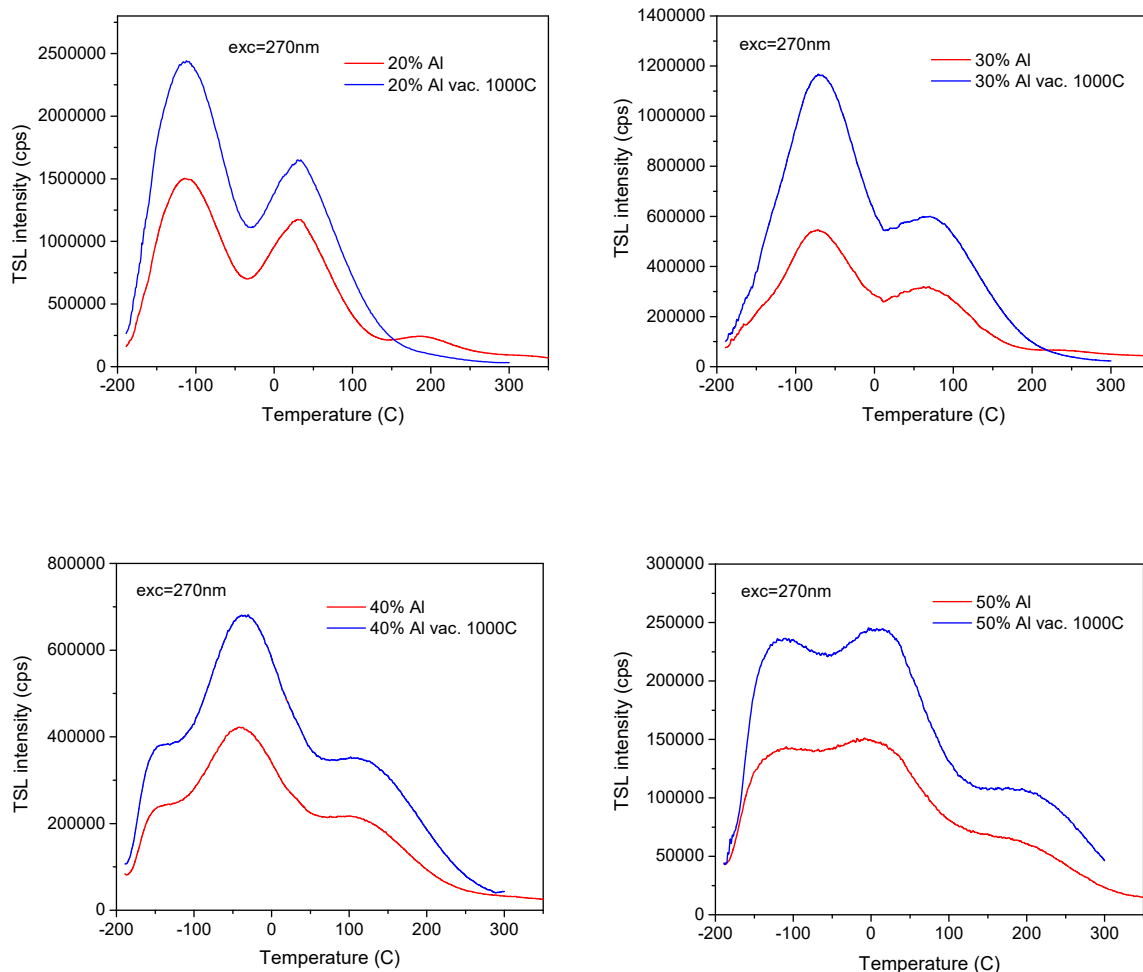 exc=270nm
20% Al
20% Al vac. 1000C
TSL intensity (cps)
2500000
2000000
1500000
1000000
500000
0
-200 -100 0 100 200 300
Temperature (C)
exc=270nm
30% Al
30% Al vac. 1000C
TSL intensity (cps)
1400000
1200000
1000000
800000
600000
400000
200000
0
-200 -100 0 100 200 300
Temperature (C)
exc=270nm
40% Al
40% Al vac. 1000C
TSL intensity (cps)
800000
600000
400000
200000
0
-200 -100 0 100 200 300
Temperature (C)
exc=270nm
50% Al
50% Al vac. 1000C
TSL intensity (cps)
300000
250000
200000
150000
100000
50000
0
-200 -100 0 100 200 300
Temperature (C)